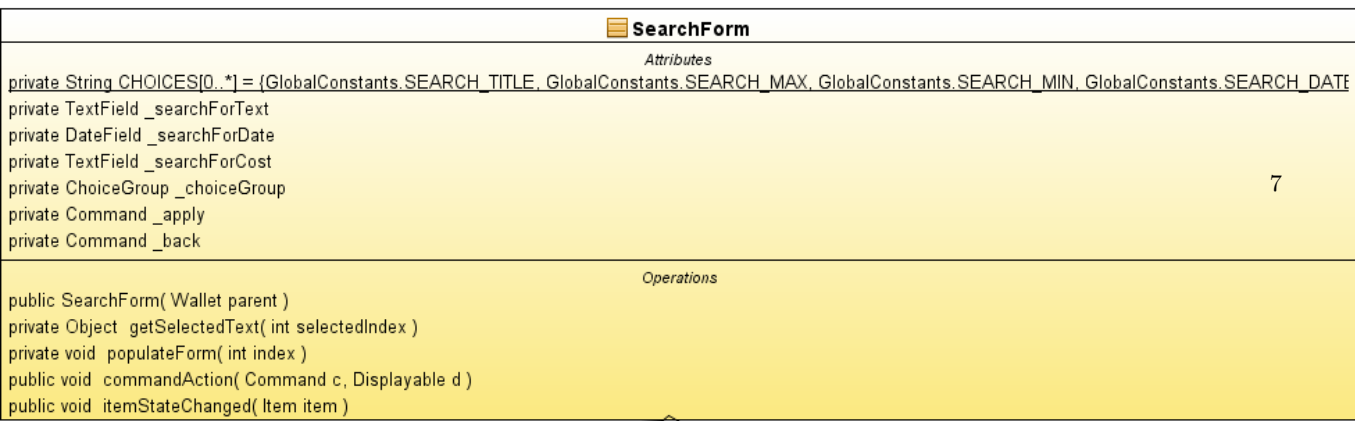 SearchForm
Attributes
private String CHOICES[0..*] = {GlobalConstants.SEARCH_TITLE, GlobalConstants.SEARCH_MAX, GlobalConstants.SEARCH_MIN, GlobalConstants.SEARCH_DATE
private TextField _searchForText
private DateField _searchForDate
private TextField _searchForCost
private ChoiceGroup _choiceGroup
7
private Command _apply
private Command _back
Operations
public SearchForm( Wallet parent )
private Object getSelectedText( int selectedIndex )
private void populateForm( int index )
public void commandAction( Command c, Displayable d )
public void itemStateChanged( Item item )